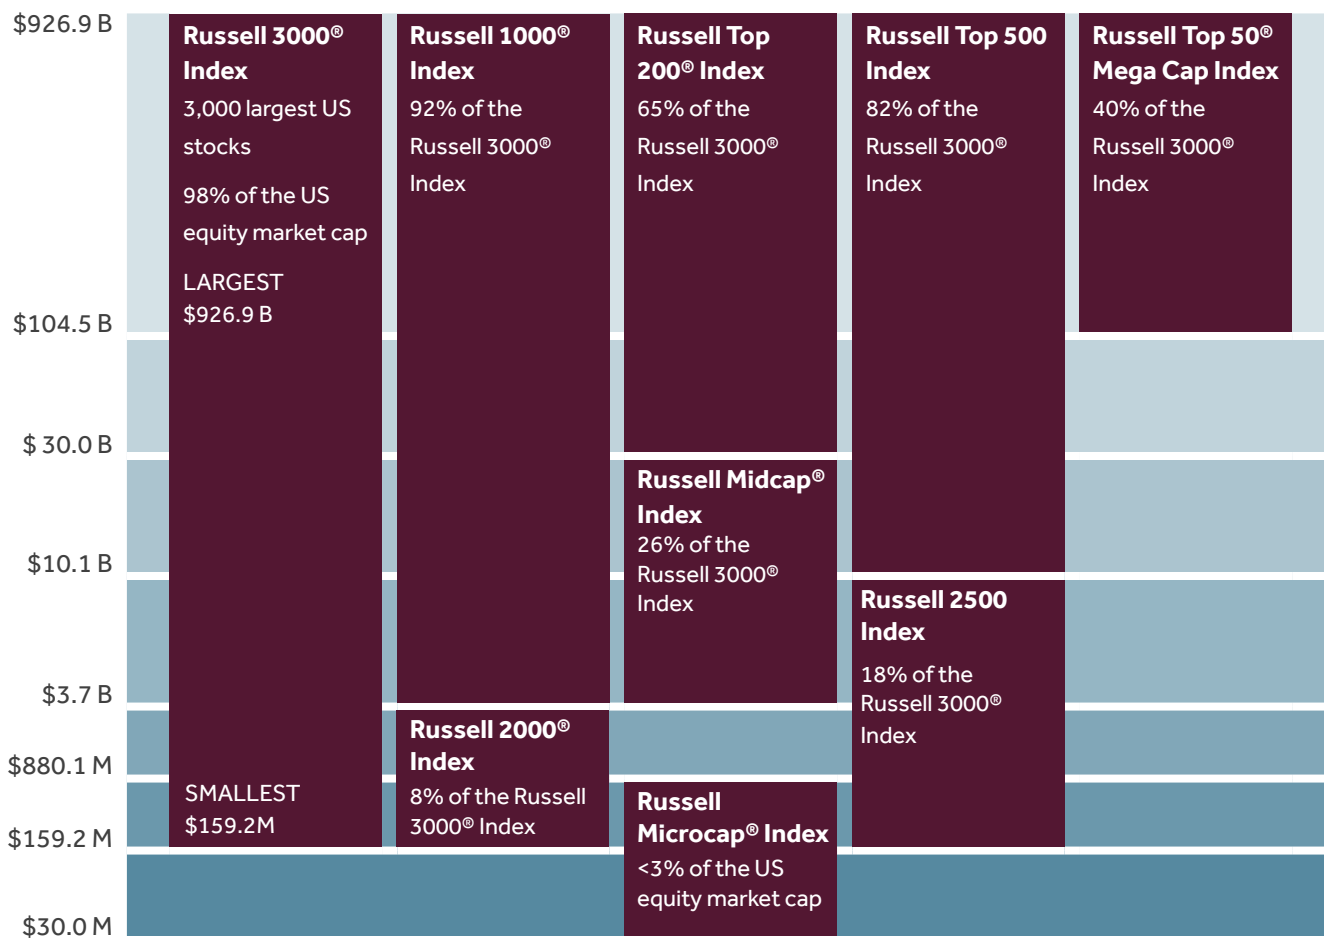 $926.9 B
$104.5 B
$ 30.0 B
$10.1 B
$3.7 B
$880.1 M
$159.2 M
$30.0 M
Russell 3000®
Index
3,000 largest US
stocks
98% of the US
equity market cap
LARGEST
$926.9 B
SMALLEST
$159.2M
Russell 1000®
Index
92% of the
Russell 3000®
Index
Russell 2000®
Index
8% of the Russell
3000® Index
Russell Top
200® Index
65% of the
Russell 3000®
Index
Russell Midcap®
Index
26% of the
Russell 3000®
Index
Russell
Microcap® Index
<3% of the US
equity market cap
Russell Top 500
Index
82% of the
Russell 3000®
Index
Russell 2500
Index
18% of the
Russell 3000®
Index
Russell Top 50®
Mega Cap Index
40% of the
Russell 3000®
Index